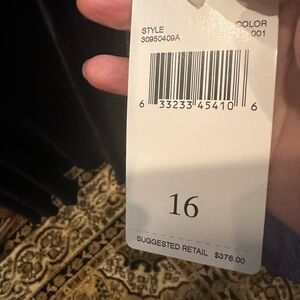 STYLE COLOR
30950409A 001
6 33233 45410 6
16
SUGGESTED RETAIL $378.00